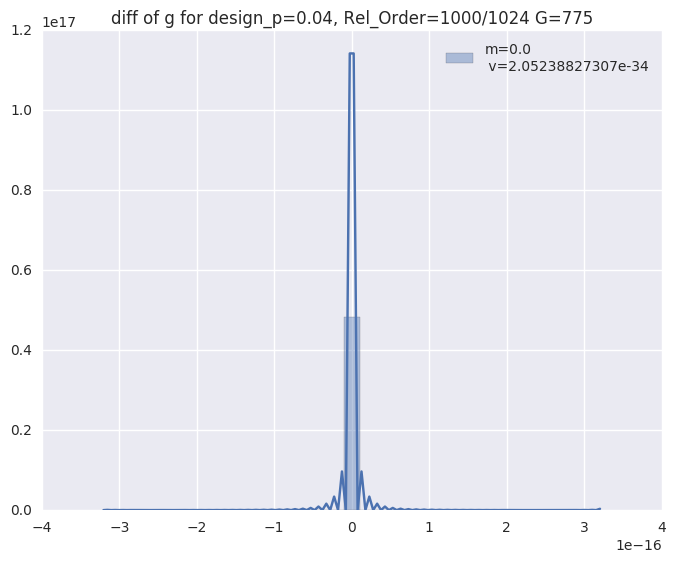 diff of g for design_p=0.04, Rel_Order=1000/1024 G=775
1e17
1.2
1.0
0.8
0.6
0.4
0.2
0.0
m=0.0
v=2.05238827307e-34
−4 −3 −2 −1 0 1 2 3 4
1e−16